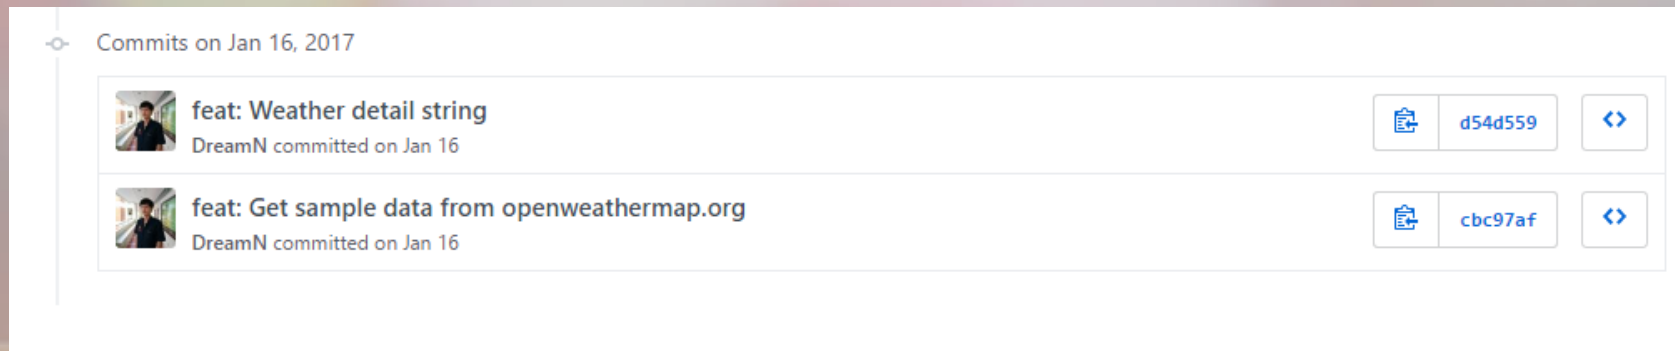 Commits on Jan 16, 2017
feat: Weather detail string
DreamN committed on Jan 16
d54d559
feat: Get sample data from openweathermap.org
DreamN committed on Jan 16
cbc97af